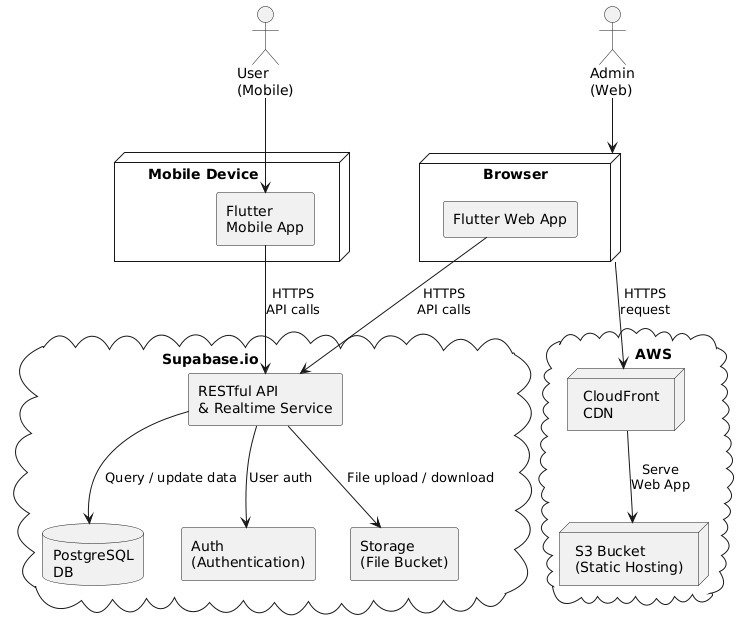 User
(Mobile)
Admin
(Web)
Mobile Device
Browser
Flutter
Mobile App
Flutter Web App
HTTPS
API calls
HTTPS
API calls
HTTPS
request
Supabase.io
AWS
RESTful API
& Realtime Service
CloudFront
CDN
Query / update data
User auth
File upload / download
Serve
Web App
PostgreSQL
DB
Auth
(Authentication)
Storage
(File Bucket)
S3 Bucket
(Static Hosting)